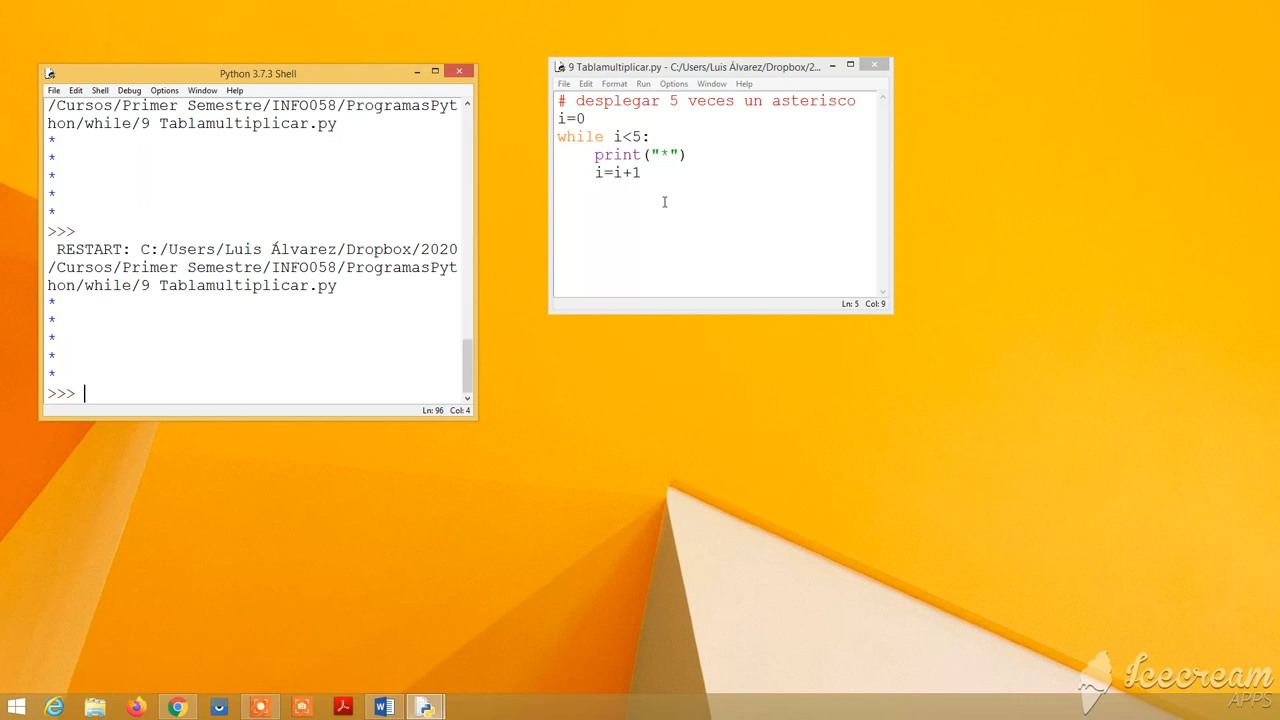 Python 3.7.3 Shell
File Edit Shell Debug Options Window Help
/Cursos/Primer Semestre/INFO058/ProgramasPyt
hon/while/9 Tablamultiplicar.py
*
*
*
*
*
>>>
RESTART: C:/Users/Luis Álvarez/Dropbox/2020
/Cursos/Primer Semestre/INFO058/ProgramasPyt
hon/while/9 Tablamultiplicar.py
*
*
*
*
*
>>>
Ln: 96 Col: 4
9 Tablamultiplicar.py - C:/Users/Luis Álvarez/Dropbox/2...
File Edit Format Run Options Window Help
# desplegar 5 veces un asterisco
i=0
while i<5:
    print("*")
    i=i+1
Ln: 5 Col: 9
Icecream
APPS